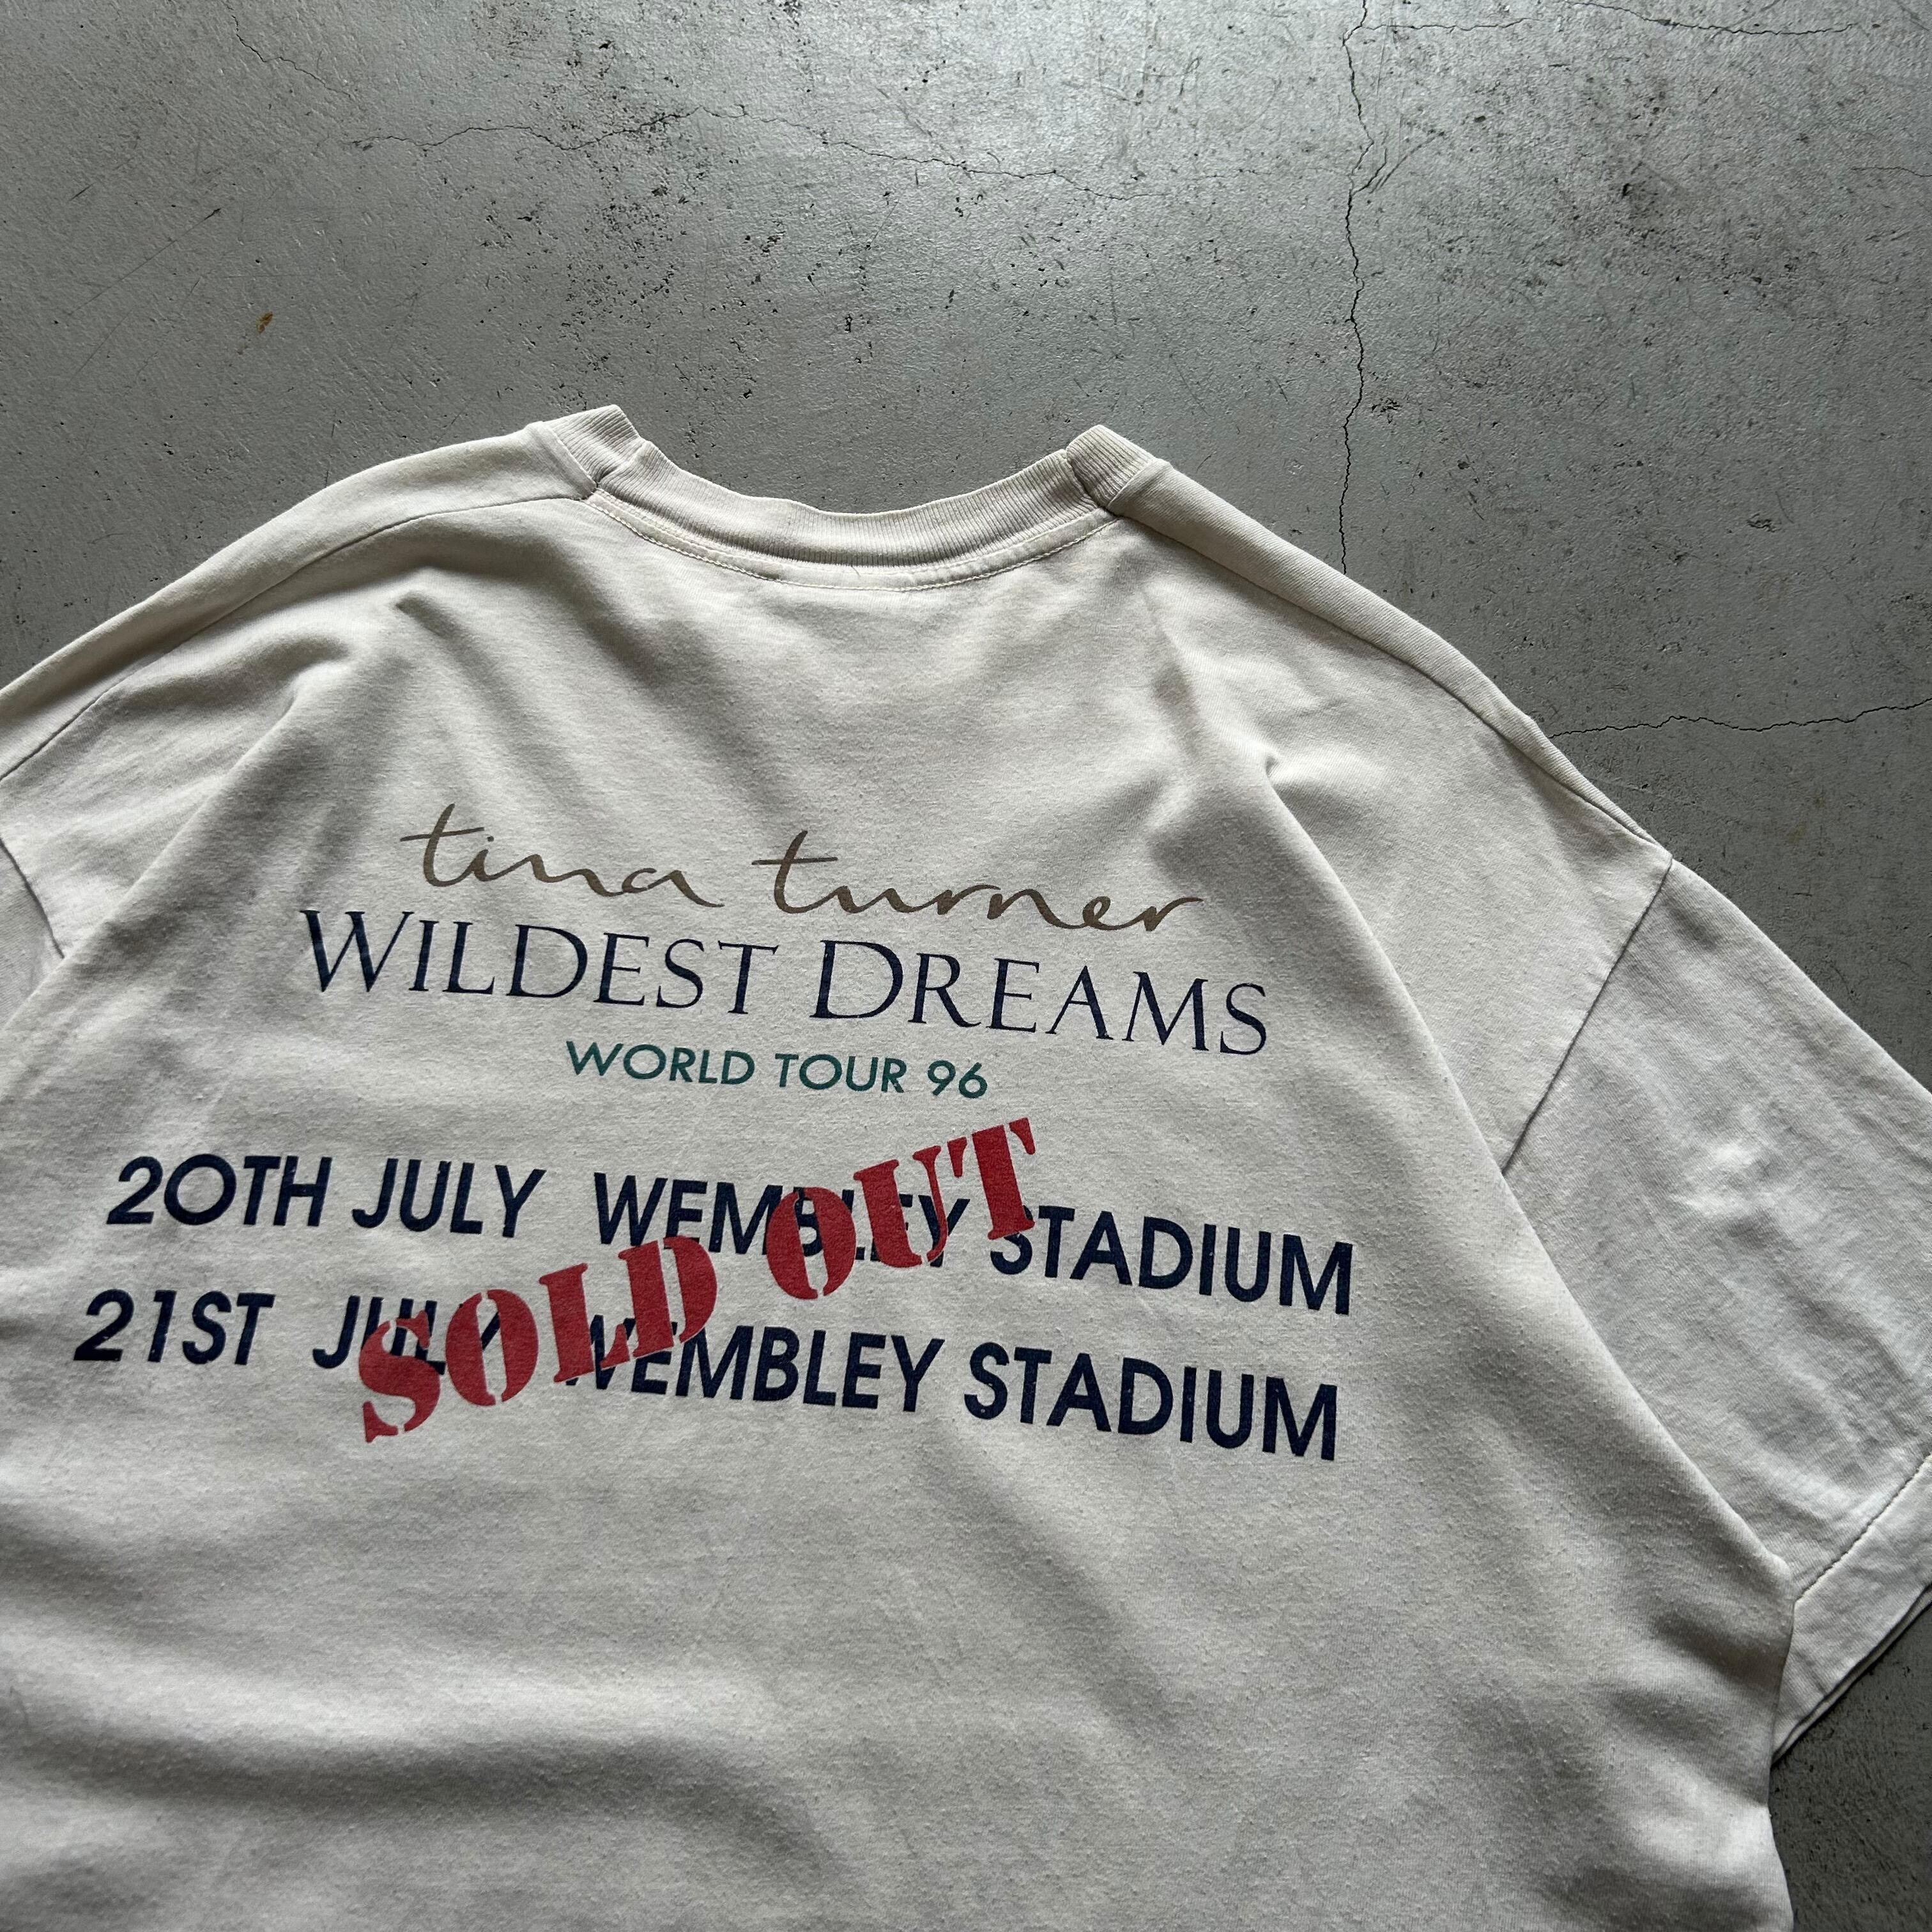 tina turner
WILDEST DREAMS
WORLD TOUR 96
20TH JULY WEMBLEY STADIUM
SOLD OUT
21ST JULY WEMBLEY STADIUM